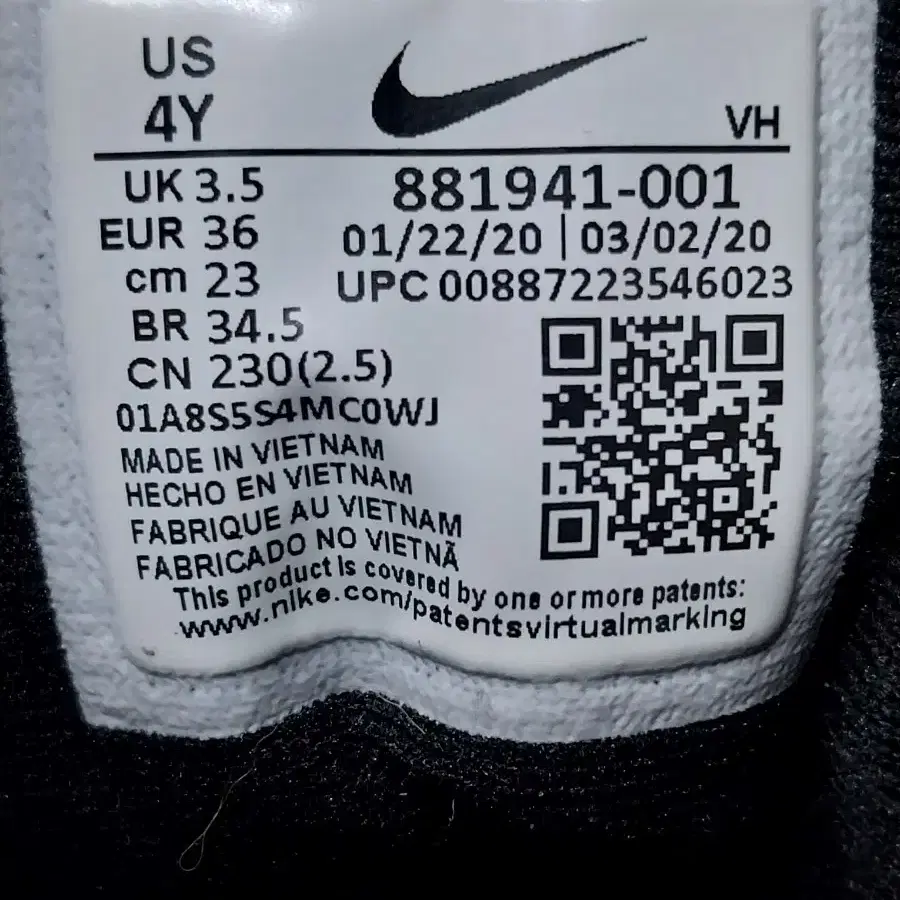 US
4Y
VH
UK 3.5
EUR 36
cm 23
BR 34.5
CN 230(2.5)
881941-001
01/22/20 | 03/02/20
UPC 00887223546023
01A8S5S4MC0WJ
MADE IN VIETNAM
HECHO EN VIETNAM
FABRIQUE AU VIETNAM
FABRICADO NO VIETNÃ
This product is covered by one or more patents:
www.nike.com/patentsvirtualmarking